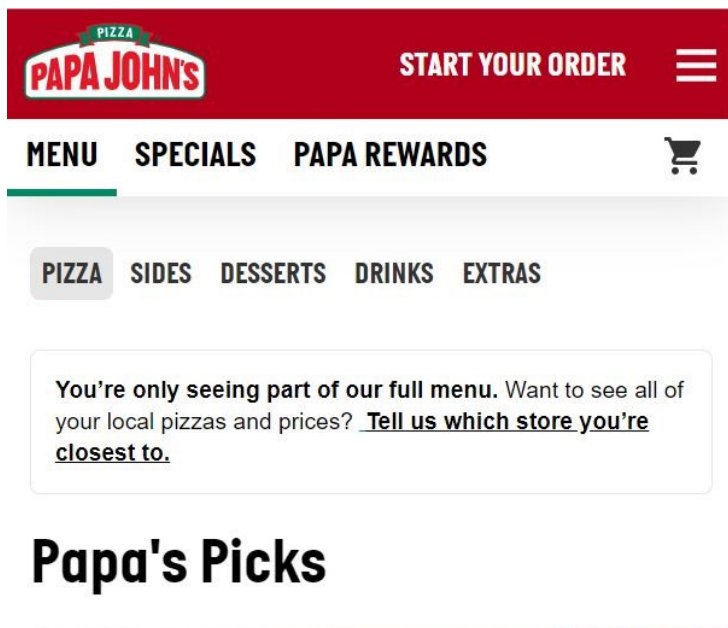 PIZZA
PAPA JOHN'S
START YOUR ORDER
MENU SPECIALS PAPA REWARDS
PIZZA SIDES DESSERTS DRINKS EXTRAS
You’re only seeing part of our full menu. Want to see all of
your local pizzas and prices? Tell us which store you’re
closest to.
Papa's Picks